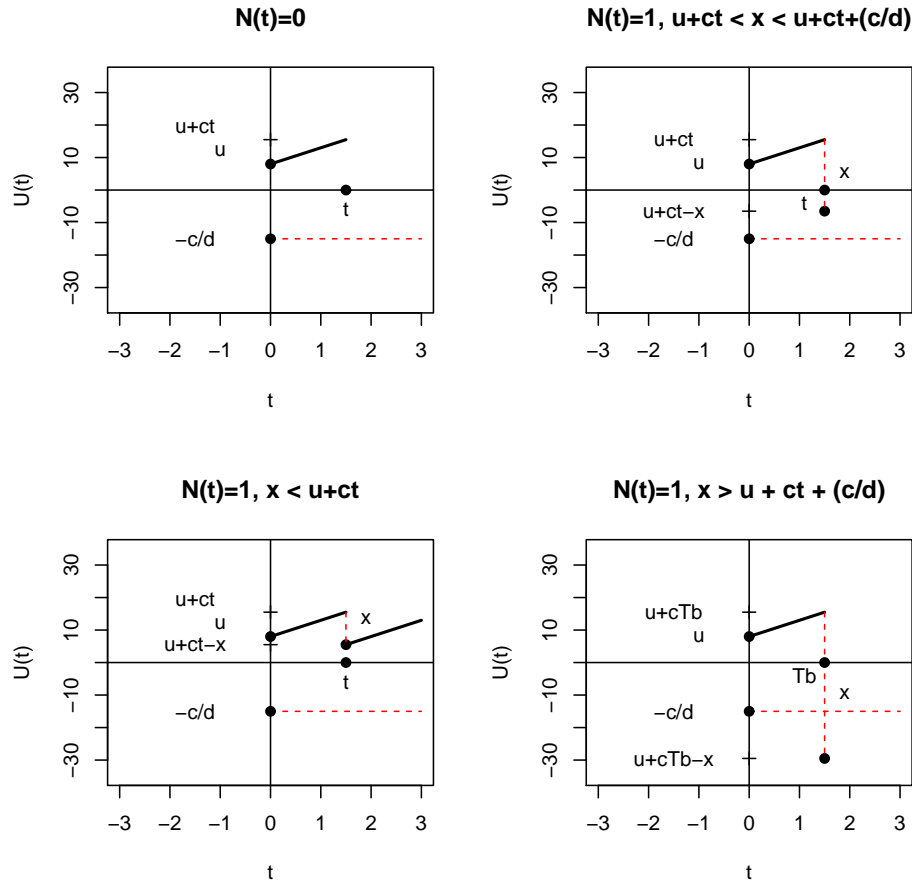 N(t)=0
U(t)
30
10
−10
−30
u+ct
u
t
−c/d
−3 −2 −1 0 1 2 3
t
N(t)=1, u+ct < x < u+ct+(c/d)
U(t)
30
10
−10
−30
u+ct
u
x
t
u+ct−x
−c/d
−3 −2 −1 0 1 2 3
t
N(t)=1, x < u+ct
U(t)
30
10
−10
−30
u+ct
u
x
u+ct−x
t
−c/d
−3 −2 −1 0 1 2 3
t
N(t)=1, x > u + ct + (c/d)
U(t)
30
10
−10
−30
u+cTb
u
Tb
x
−c/d
u+cTb−x
−3 −2 −1 0 1 2 3
t